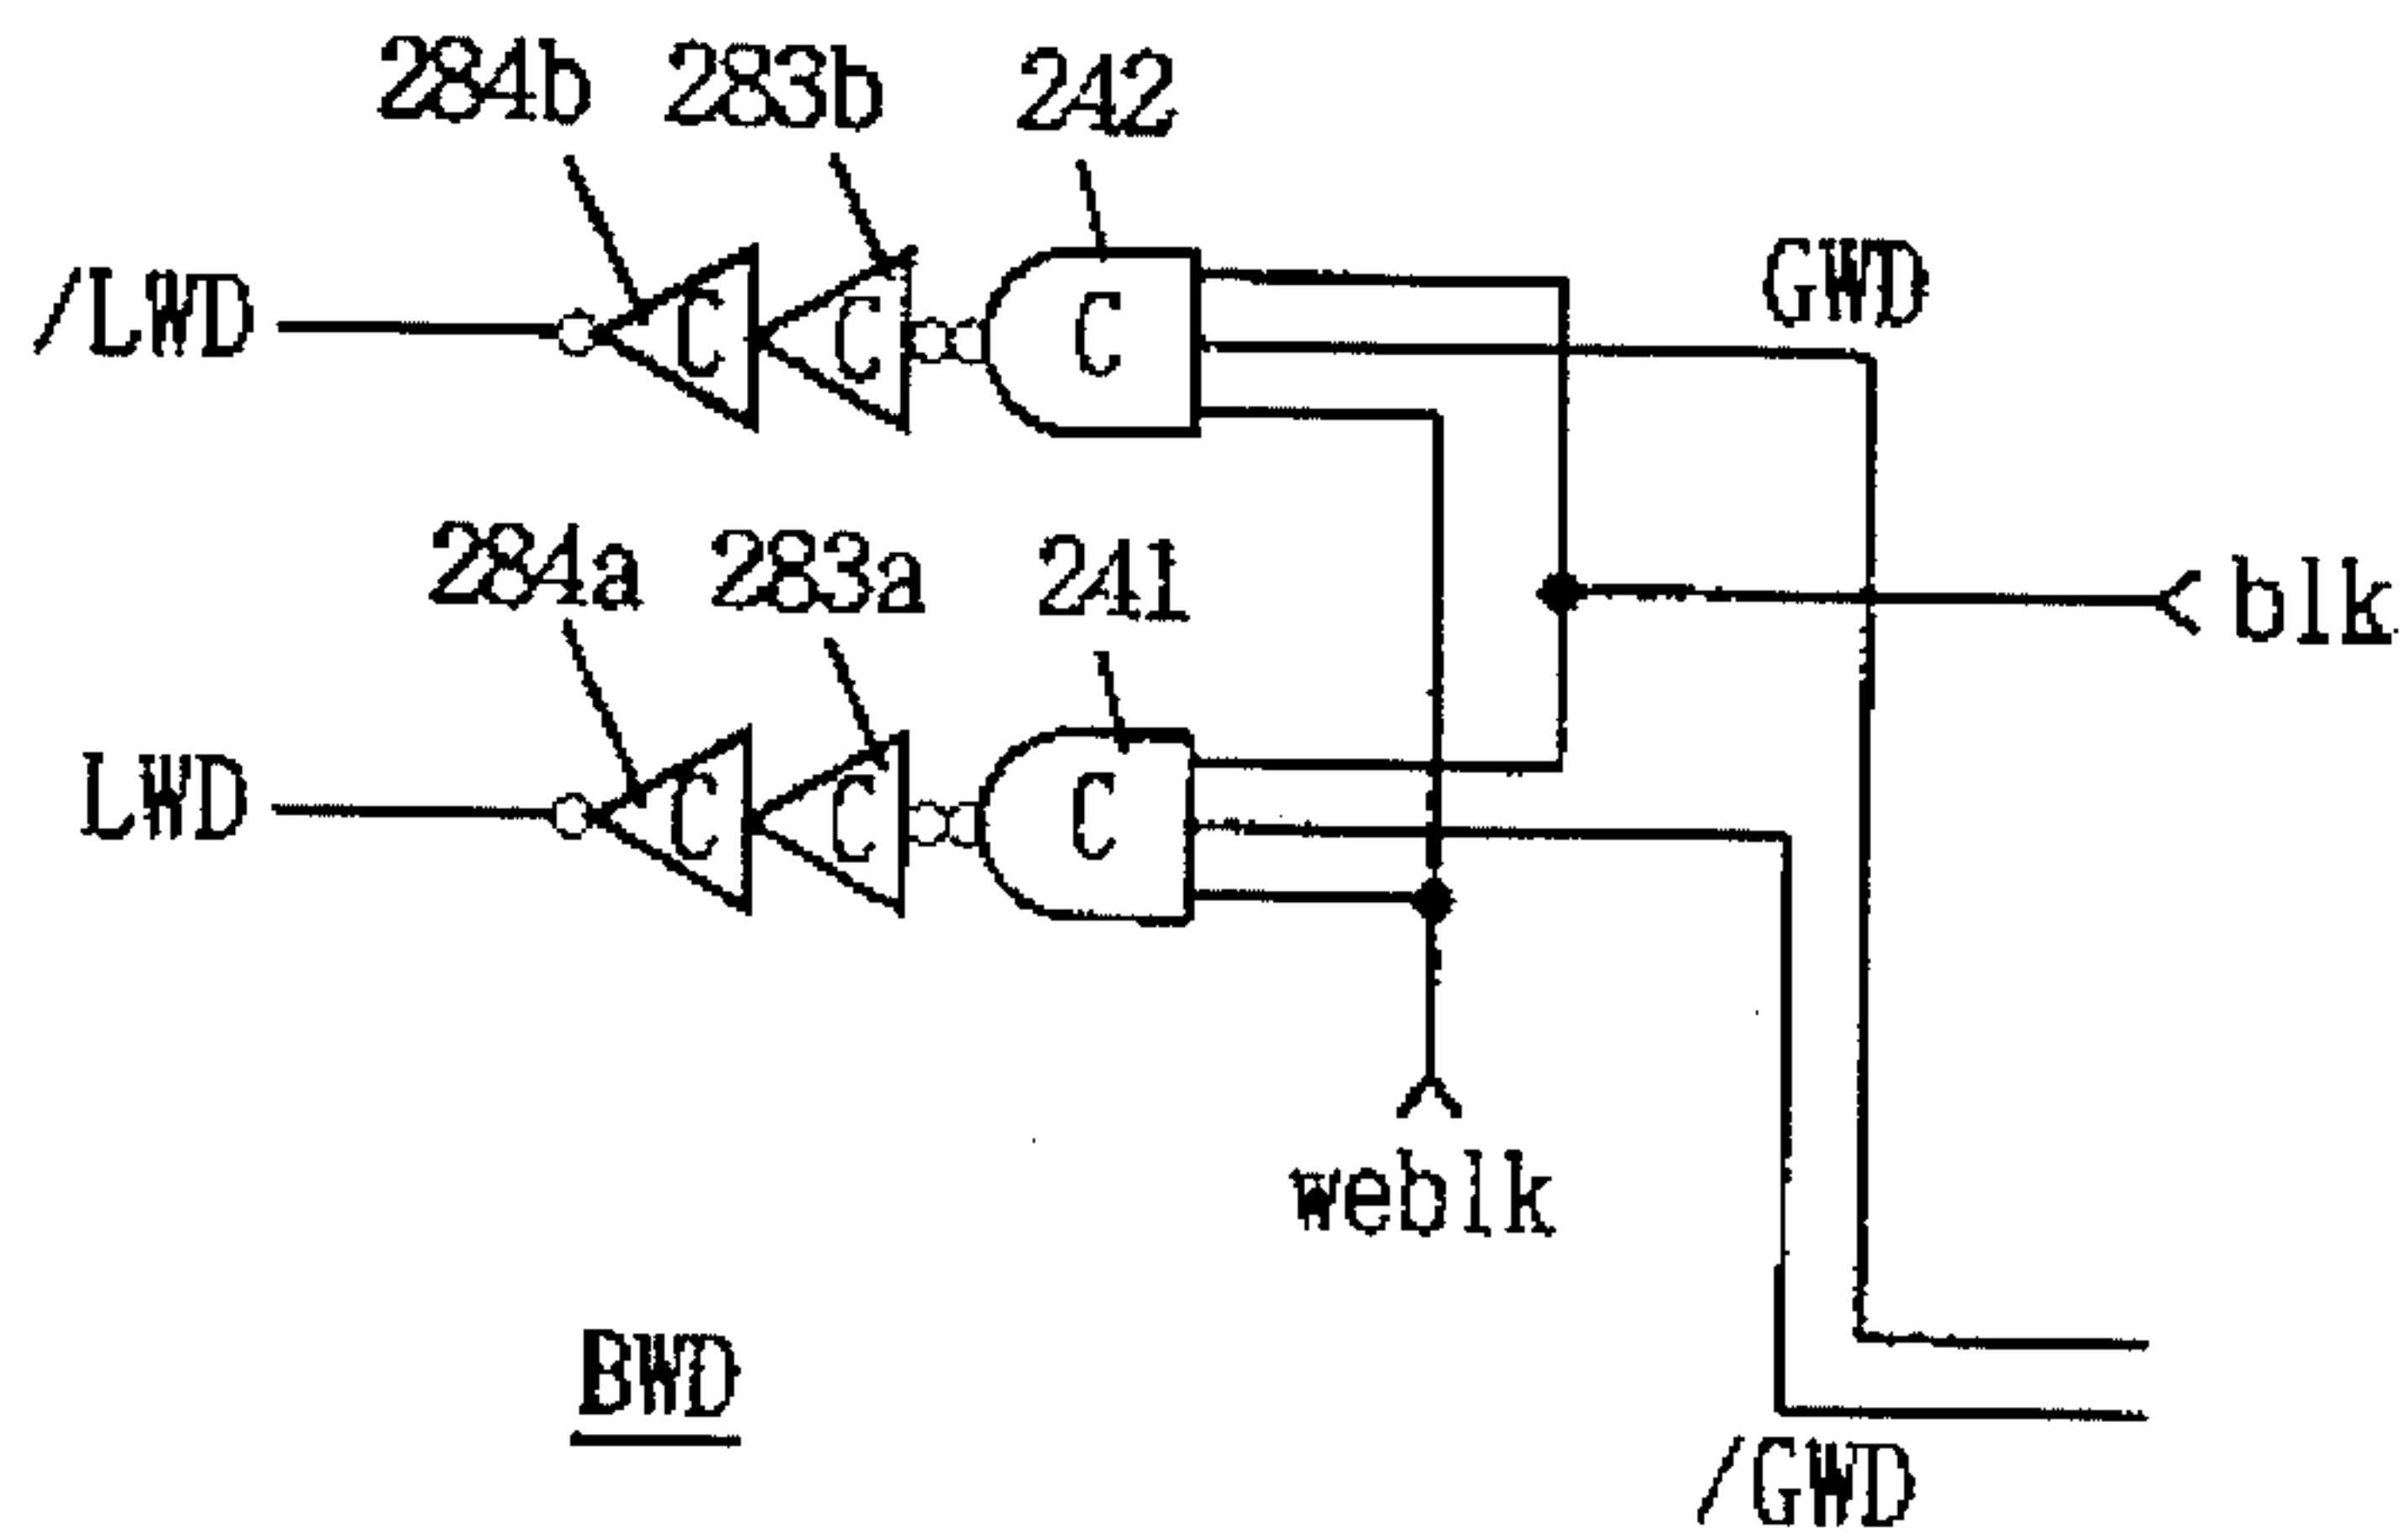 284b 283b 242
/LWD C C C GWD
284a 283a 241 blk
LWD C C C
weblk
BWD
/GWD